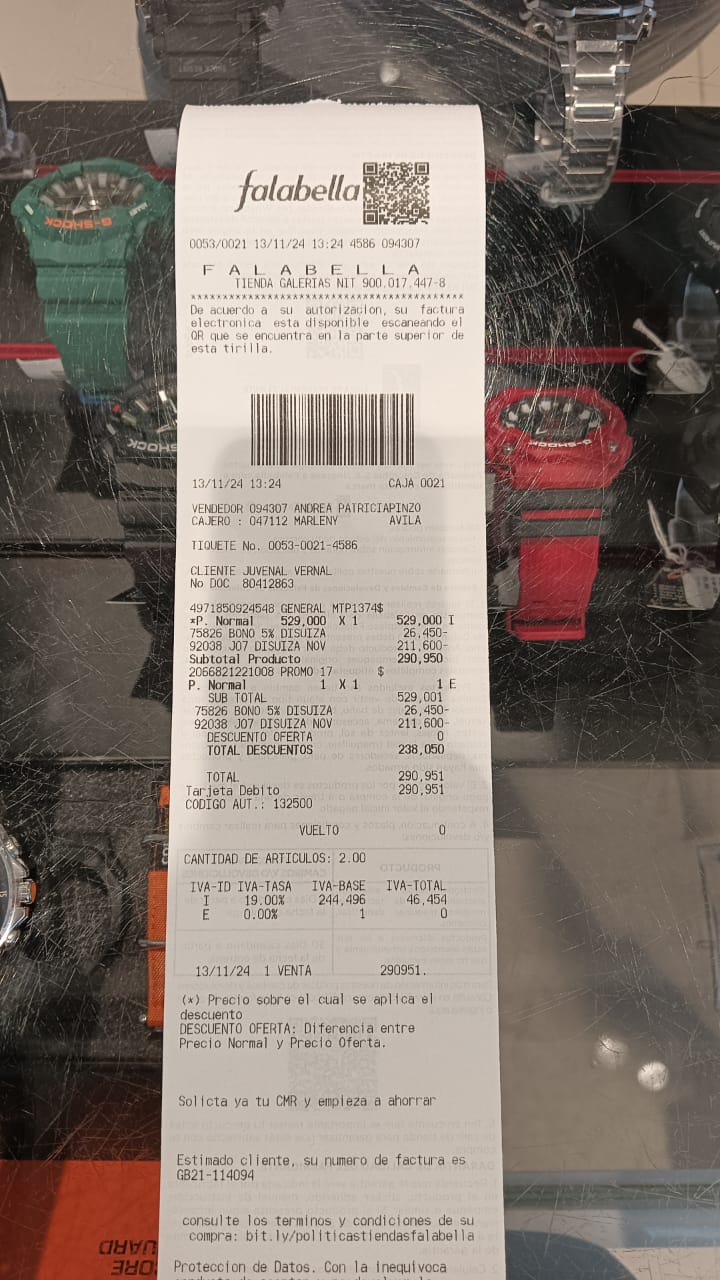 falabella
0053/0021 13/11/24 13:24 4586 094307
F A L A B E L L A
TIENDA GALERIAS NIT 900.017.447-8
************************************************
De acuerdo a su autorizacion, su factura
electronica esta disponible escaneando el
QR que se encuentra en la parte superior de
esta tirilla.
13/11/24 13:24 CAJA 0021
VENDEDOR 094307 ANDREA PATRICIAPINZO
CAJERO : 047112 MARLENY AVILA
TIQUETE No. 0053-0021-4586
CLIENTE JUVENAL VERNAL
No DOC 80412863
4971850924548 GENERAL MTP1374$
*P. Normal 529,000 X 1 529,000 I
75826 BONO 5% DISUIZA 26,450-
92038 J07 DISUIZA NOV 211,600-
Subtotal Producto 290,950
2066821221008 PROMO 17 $
P. Normal 1 X 1 1 E
SUB TOTAL 529,001
75826 BONO 5% DISUIZA 26,450-
92038 J07 DISUIZA NOV 211,600-
DESCUENTO OFERTA 0
TOTAL DESCUENTOS 238,050
TOTAL 290,951
Tarjeta Debito 290,951
CODIGO AUT.: 132500
VUELTO 0
CANTIDAD DE ARTICULOS: 2.00
IVA-ID IVA-TASA IVA-BASE IVA-TOTAL
I 19.00% 244,496 46,454
E 0.00% 1 0
13/11/24 1 VENTA 290951.
(*) Precio sobre el cual se aplica el
descuento
DESCUENTO OFERTA: Diferencia entre
Precio Normal y Precio Oferta.
Solicta ya tu CMR y empieza a ahorrar
Estimado cliente, su numero de factura es
GB21-114094
consulte los terminos y condiciones de su
compra: bit.ly/politicastiendasfalabella
Proteccion de Datos. Con la inequivoca
G-SHOCK
G-SHOCK
G-SHOCK